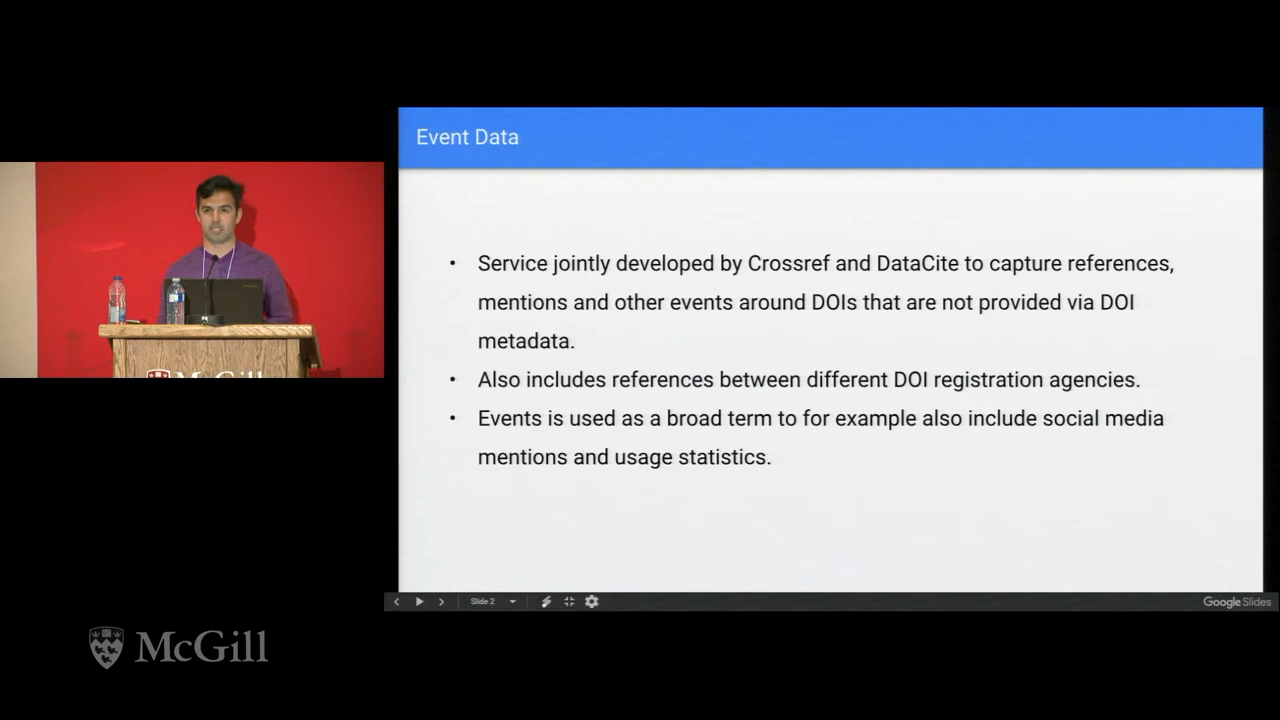 Event Data
• Service jointly developed by Crossref and DataCite to capture references,
mentions and other events around DOIs that are not provided via DOI
metadata.
• Also includes references between different DOI registration agencies.
• Events is used as a broad term to for example also include social media
mentions and usage statistics.
Slide 2
Google Slides
McGill
McGill